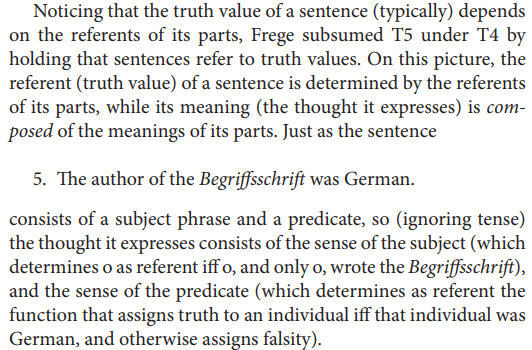 Noticing that the truth value of a sentence (typically) depends
on the referents of its parts, Frege subsumed T5 under T4 by
holding that sentences refer to truth values. On this picture, the
referent (truth value) of a sentence is determined by the referents
of its parts, while its meaning (the thought it expresses) is com-
posed of the meanings of its parts. Just as the sentence
5. The author of the Begriffsschrift was German.
consists of a subject phrase and a predicate, so (ignoring tense)
the thought it expresses consists of the sense of the subject (which
determines o as referent iff o, and only o, wrote the Begriffsschrift),
and the sense of the predicate (which determines as referent the
function that assigns truth to an individual iff that individual was
German, and otherwise assigns falsity).